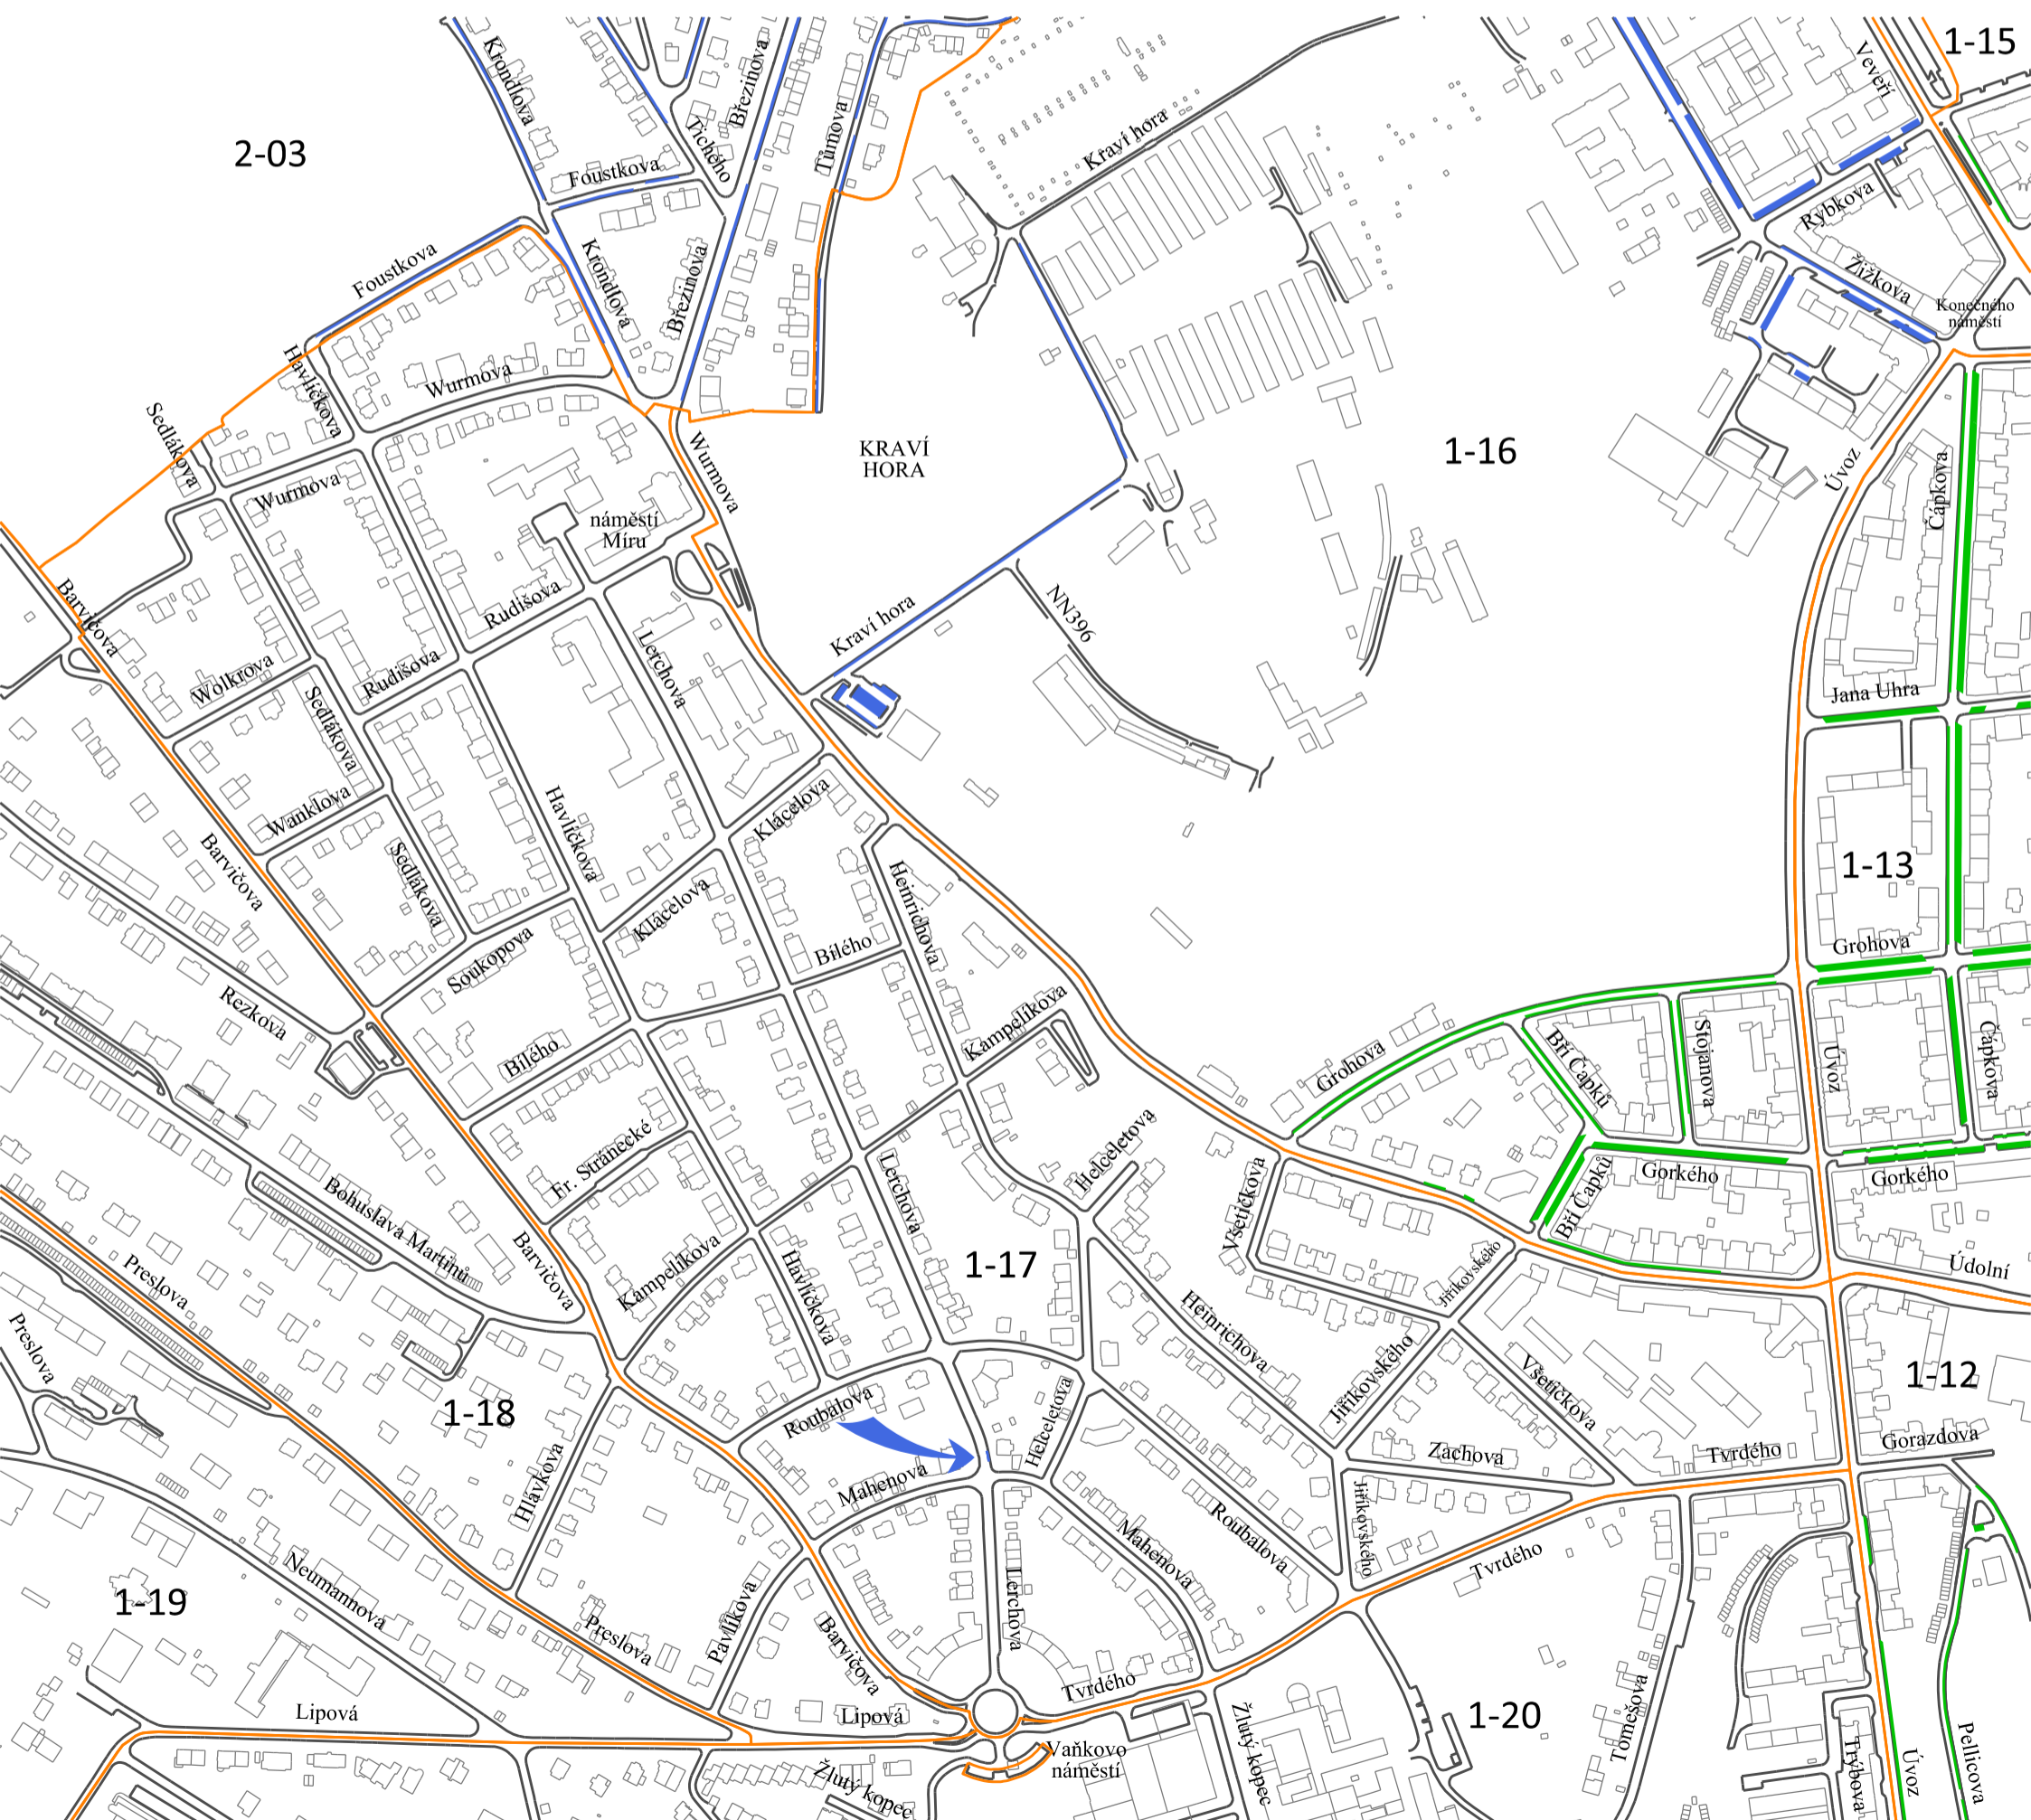 1-15
Veveří
Krondlova
Březinova
Tichého
Tůmova
Kraví hora
2-03
Foustkova
Rybkova
Foustkova
Krondlova
Březinova
Žižkova
Konečného
náměstí
Havlíčkova
Wurmova
Sedlákova
Wurmova
KRAVÍ
HORA
1-16
Úvoz
Čápkova
Wurmova
náměstí
Míru
Barvičova
Rudišova
Kraví hora
NN396
Lerchova
Wolkrova
Rudišova
Sedlákova
Jana Uhra
Wanklova
Havlíčkova
Klácelova
Barvičova
Sedlákova
Klácelova
Heinrichova
1-13
Grohova
Soukopova
Bílého
Rezkova
Bílého
Kampelíkova
Grohova
Bří Čapků
Stojanova
Úvoz
Čápkova
Fr. Stránecké
Lerchova
Helceletova
Všetičkova
Bří Čapků
Gorkého
Gorkého
Bohuslava Martinů
Barvičova
Preslova
Preslova
Kampelíkova
Havlíčkova
1-17
Jiříkovského
Údolní
Heinrichova
Jiříkovského
Všetičkova
1-12
1-18
Roubalova
Helceletova
Zachova
Tvrdého
Gorazdova
Hlávkova
Mahenova
Mahenova
Roubalova
Jiříkovského
Tvrdého
1-19
Neumannova
Preslova
Pavlíkova
Barvičova
Lerchova
Tvrdého
Lipová
Lipová
Žlutý kopec
Vaňkovo
náměstí
Žlutý kopec
1-20
Tomešova
Trýbova
Úvoz
Pellicova